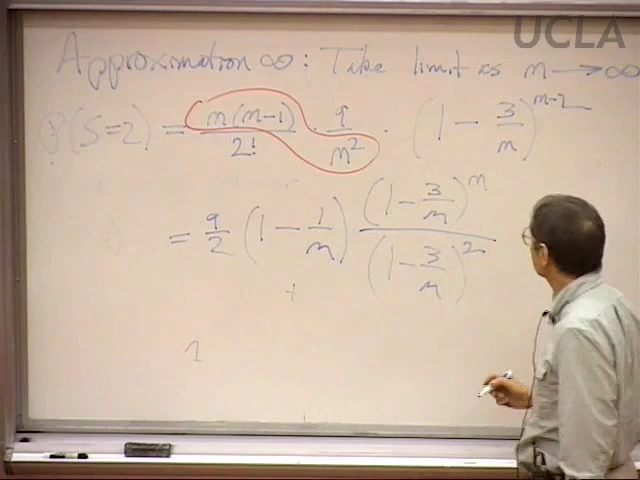 UCLA
Approximation ∞: Take limit as m → ∞
P(S=2) = m(m-1)/2! · 9/m² · (1 - 3/m)^(m-2)
= 9/2 (1 - 1/m) (1 - 3/m)^m / (1 - 3/m)²